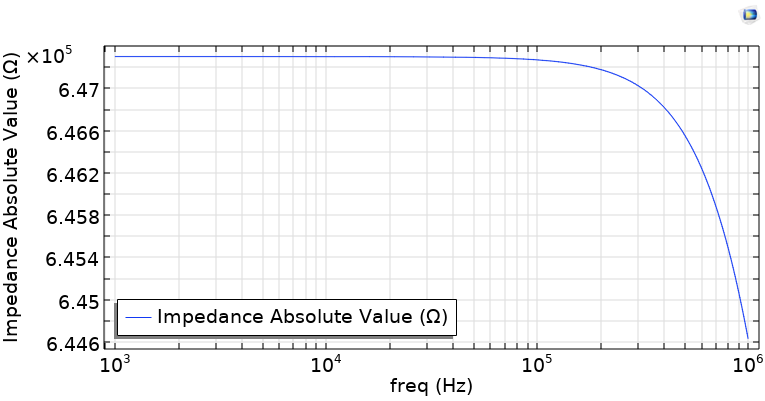 ×10⁵
6.47
6.466
6.462
6.458
6.454
6.45
6.446
Impedance Absolute Value (Ω)
Impedance Absolute Value (Ω)
10³ 10⁴ 10⁵ 10⁶
freq (Hz)